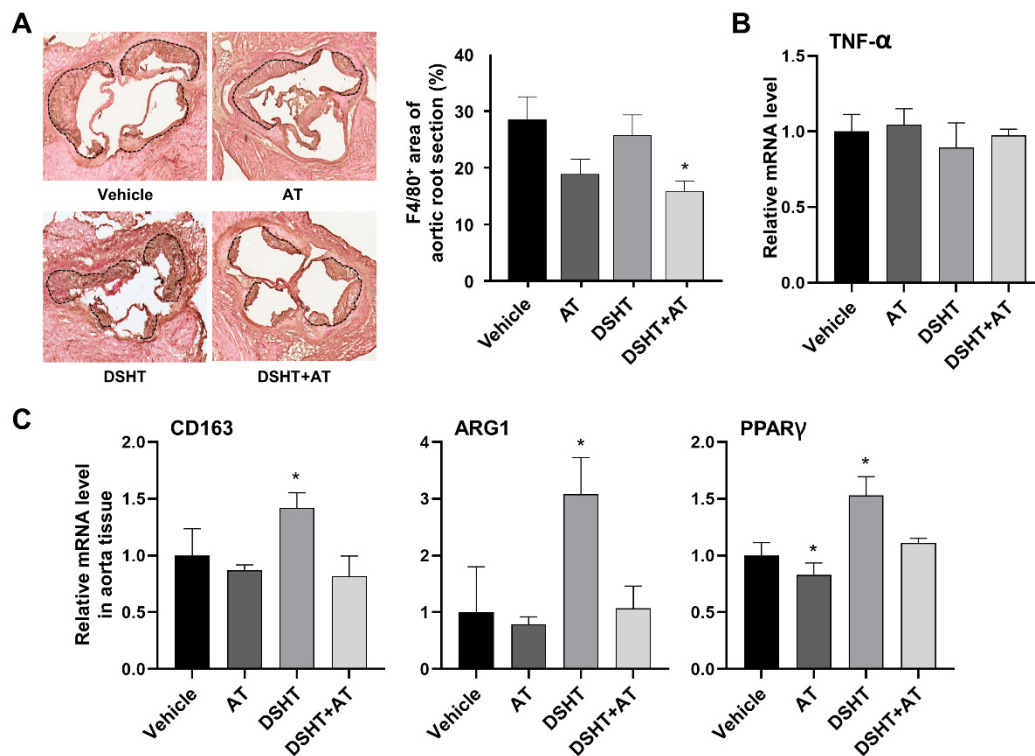 A
Vehicle
AT
DSHT
DSHT+AT
F4/80⁺ area of
aortic root section (%)
40
30
20
10
0
Vehicle
AT
DSHT
DSHT+AT
*
B
TNF-α
Relative mRNA level
1.5
1.0
0.5
0.0
Vehicle
AT
DSHT
DSHT+AT
C
CD163
Relative mRNA level
in aorta tissue
2.0
1.5
1.0
0.5
0.0
*
Vehicle
AT
DSHT
DSHT+AT
ARG1
4
3
2
1
0
*
Vehicle
AT
DSHT
DSHT+AT
PPARγ
2.0
1.5
1.0
0.5
0.0
*
*
Vehicle
AT
DSHT
DSHT+AT